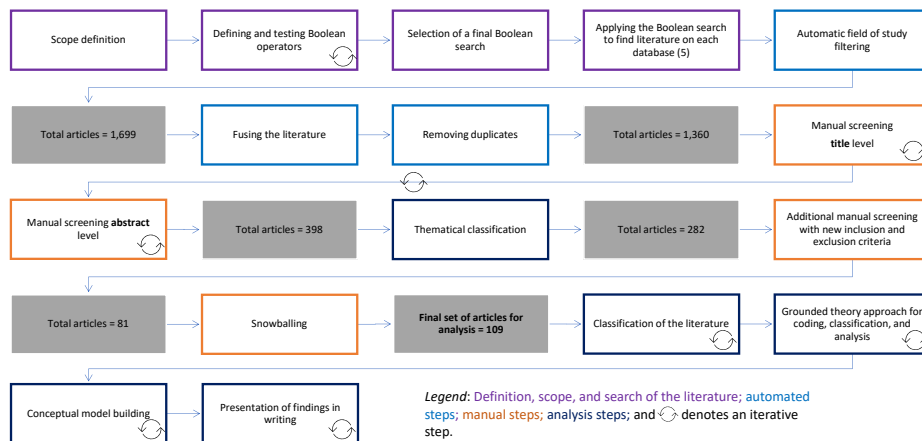 Scope definition
Defining and testing Boolean
operators
Selection of a final Boolean
search
Applying the Boolean search
to find literature on each
database (5)
Automatic field of study
filtering
Total articles = 1,699
Fusing the literature
Removing duplicates
Total articles = 1,360
Manual screening
title level
Manual screening abstract
level
Total articles = 398
Thematical classification
Total articles = 282
Additional manual screening
with new inclusion and
exclusion criteria
Total articles = 81
Snowballing
Final set of articles for
analysis = 109
Classification of the literature
Grounded theory approach for
coding, classification, and
analysis
Conceptual model building
Presentation of findings in
writing
Legend: Definition, scope, and search of the literature; automated
steps; manual steps; analysis steps; and denotes an iterative
step.